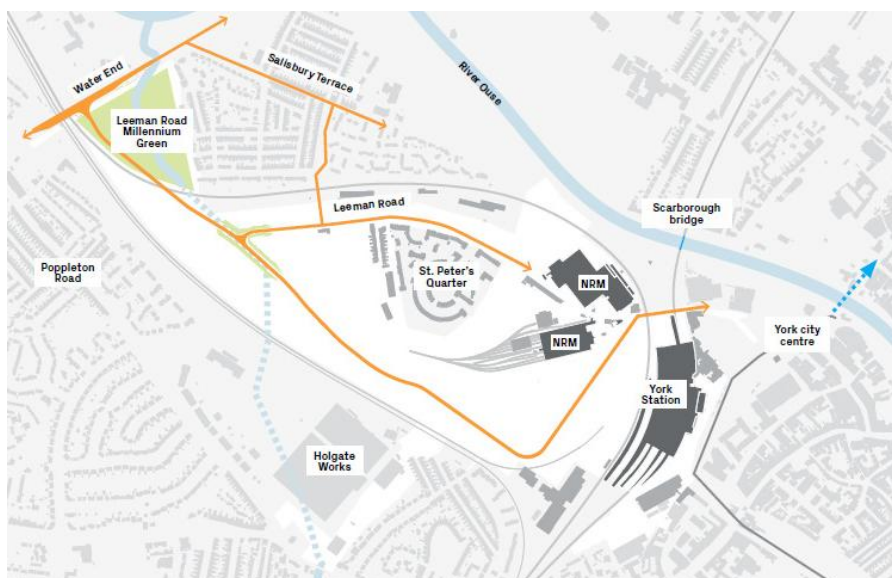 Water End
Salisbury Terrace
River Ouse
Leeman Road
Millennium
Green
Leeman Road
Scarborough
bridge
Poppleton
Road
St. Peter's
Quarter
NRM
NRM
York city
centre
York
Station
Holgate
Works